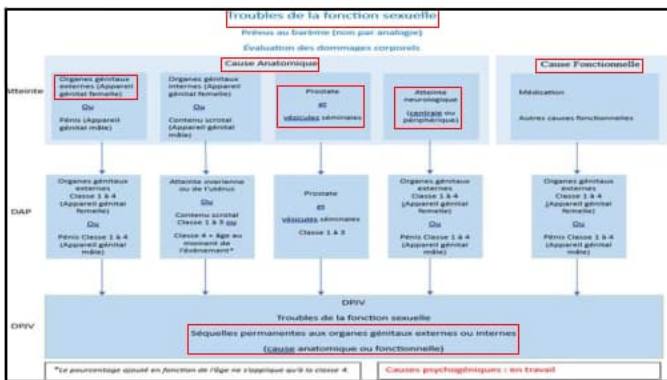 Troubles de la fonction sexuelle
Prévus au barème (non par analogie)
Évaluation des dommages corporels
Cause Anatomique
Cause Fonctionnelle
Atteinte
Organes génitaux
externes (Appareil
génital femelle)
Ou
Pénis (Appareil
génital mâle)
Organes génitaux
internes (Appareil
génital femelle)
Ou
Contenu scrotal
(Appareil génital
mâle)
Prostate
et
vésicules séminales
Atteinte
neurologique
(centrale ou
périphérique)
Médication
Autres causes fonctionnelles
DAP
Organes génitaux
externes
Classe 1 à 4
(Appareil génital
femelle)
Ou
Pénis Classe 1 à 4
(Appareil génital
mâle)
Atteinte ovarienne
ou de l'utérus
Ou
Contenu scrotal
Classe 1 à 3 ou
Classe 4 + âge au
moment de
l'événement*
Prostate
et
vésicules séminales
Classe 1 à 3
Organes génitaux
externes
Classe 1 à 4
(Appareil génital
femelle)
Ou
Pénis Classe 1 à 4
(Appareil génital
mâle)
Organes génitaux
externes
Classe 1 à 4
(Appareil génital
femelle)
Ou
Pénis Classe 1 à 4
(Appareil génital
mâle)
DPJV
DPJV
Troubles de la fonction sexuelle
Séquelles permanentes aux organes génitaux externes ou internes
(cause anatomique ou fonctionnelle)
*Le pourcentage ajouté en fonction de l'âge ne s'applique qu'à la classe 4.
Causes psychogéniques : en travail